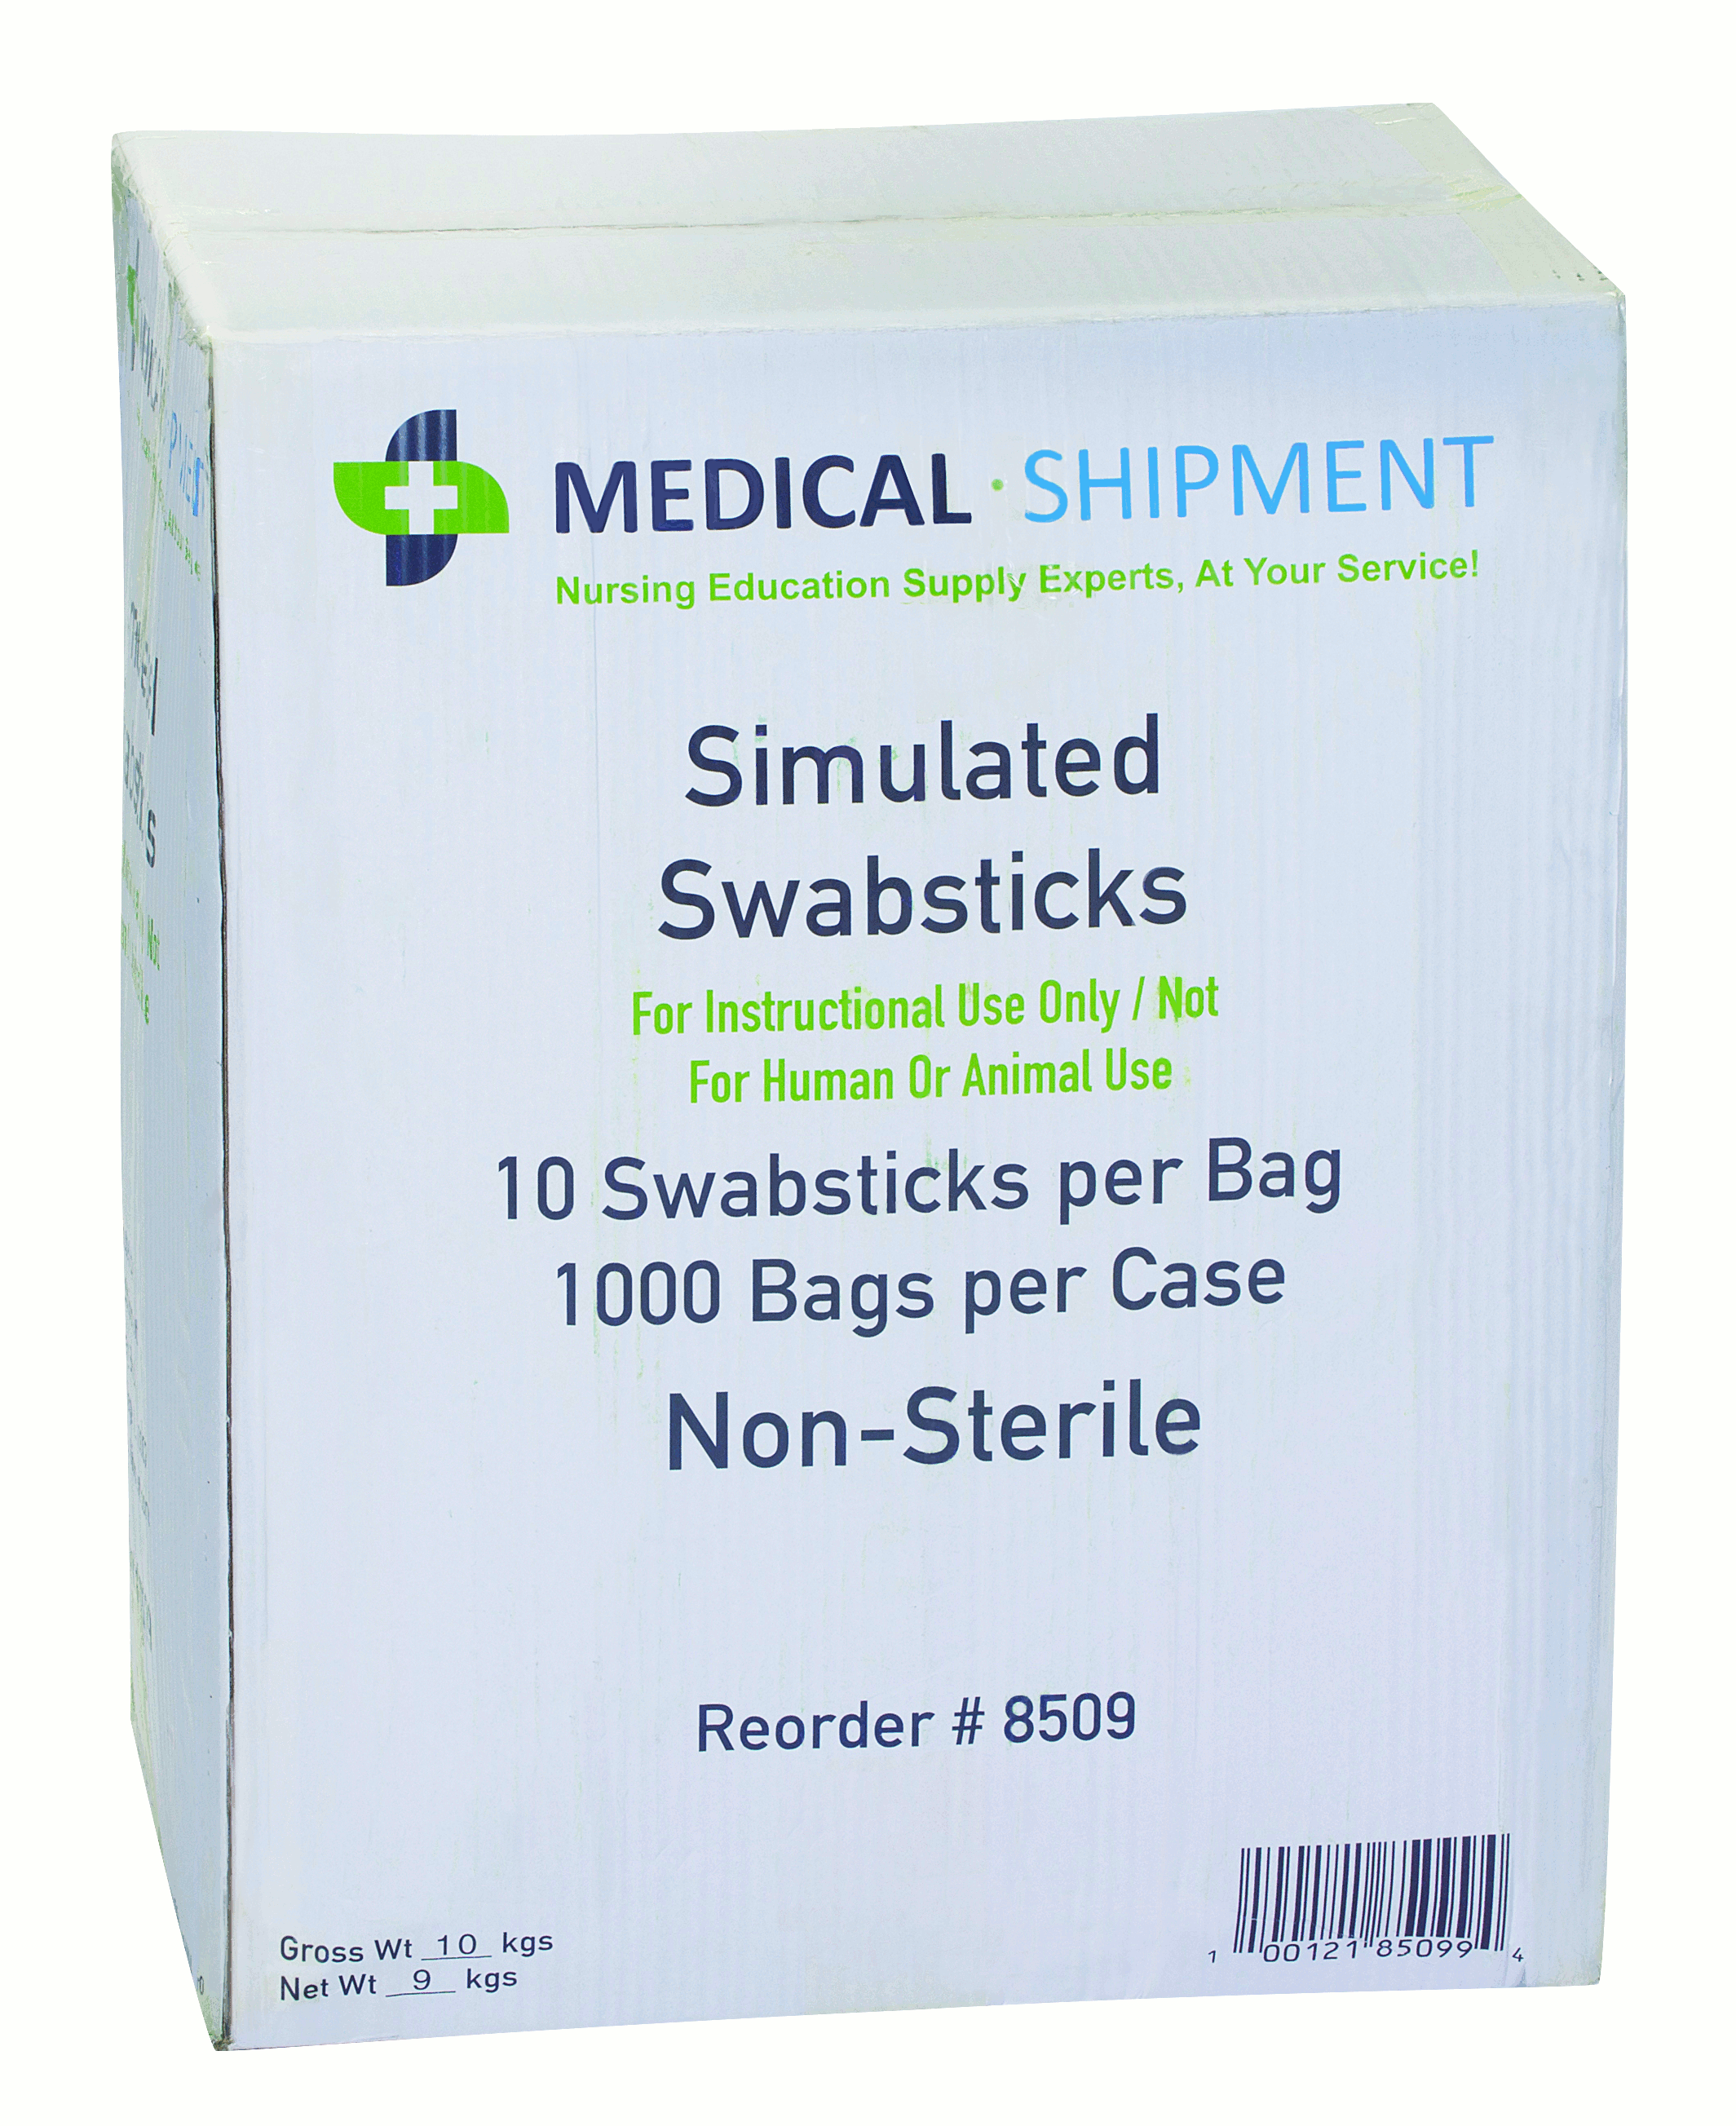 MEDICAL · SHIPMENT
Nursing Education Supply Experts, At Your Service!
Simulated
Swabsticks
For Instructional Use Only / Not
For Human Or Animal Use
10 Swabsticks per Bag
1000 Bags per Case
Non-Sterile
Reorder # 8509
Gross Wt 10 kgs
Net Wt 9 kgs
1 00121 85099 4